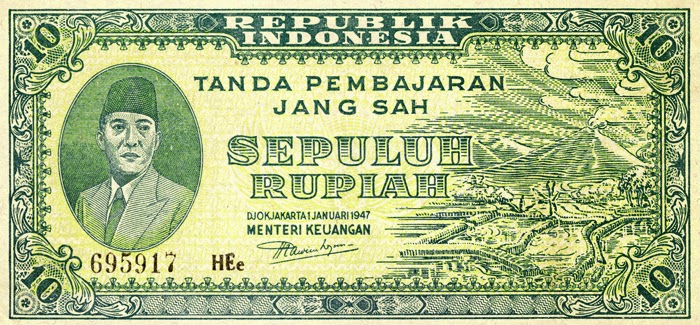 10
REPUBLIK
INDONESIA
10
TANDA PEMBAJARAN
JANG SAH
SEPULUH
RUPIAH
DJOKJAKARTA 1 JANUARI 1947
MENTERI KEUANGAN
695917 HEe
10
10